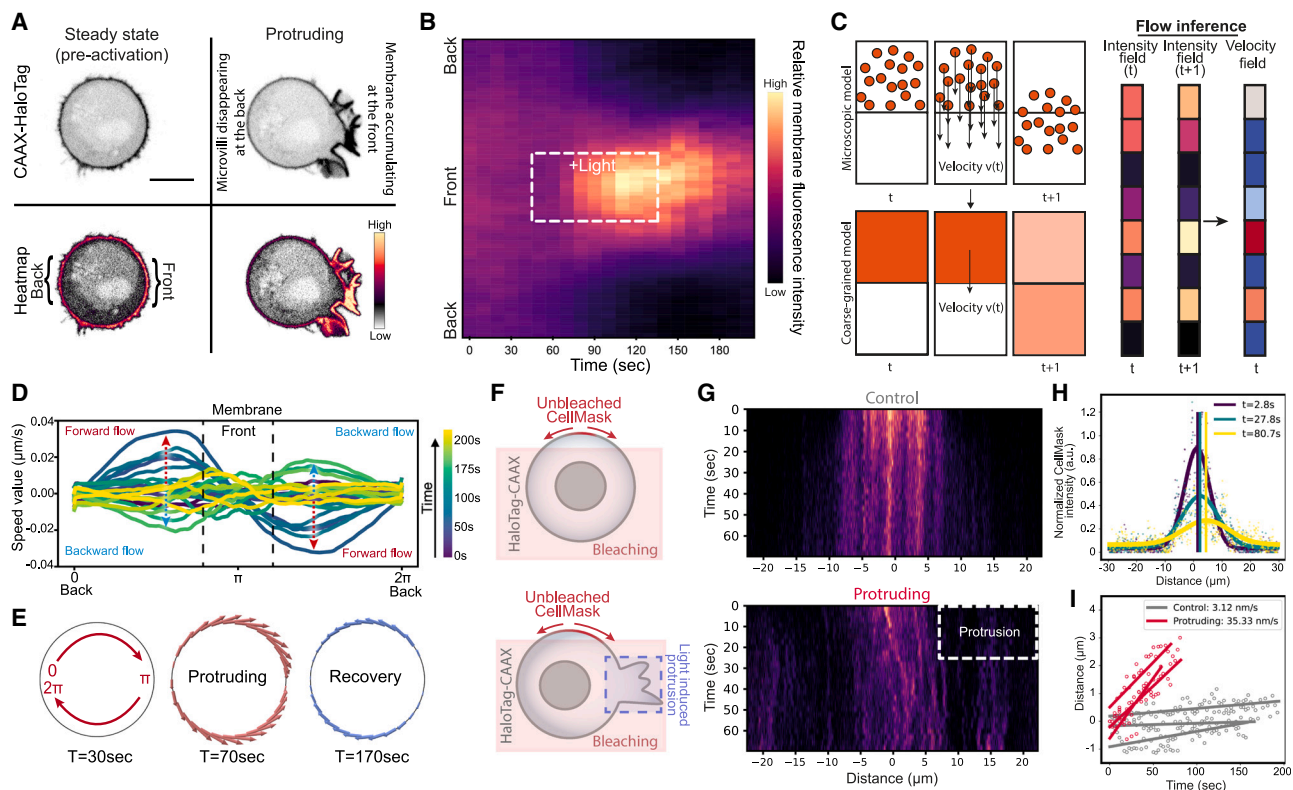 A
Steady state
(pre-activation)
Protruding
CAAX-HaloTag
Microvilli disappearing
at the back
Membrane accumulating
at the front
Heatmap
Back
Front
High
Low
B
Back
Front
Back
+Light
0
30
60
90
120
150
180
Time (sec)
High
Low
Relative membrane fluorescence intensity
C
Microscopic model
Velocity v(t)
t
t+1
Coarse-grained model
Velocity v(t)
t
t+1
Flow inference
Intensity
field
(t)
Intensity
field
(t+1)
Velocity
field
t
t+1
t
D
Membrane
Forward flow
Front
Backward flow
Backward flow
Forward flow
Speed value (µm/s)
0.04
0.02
0.00
-0.02
-0.04
0
Back
π
2π
Back
Time
200s
175s
50s
0s
E
0
2π
π
Protruding
Recovery
T=30sec
T=70sec
T=170sec
F
Unbleached
CellMask
HaloTag-CAAX
Bleaching
Unbleached
CellMask
HaloTag-CAAX
Bleaching
Light induced
protrusion
G
Control
Time (sec)
0
10
20
30
40
50
60
−20
−15
−10
−5
0
5
10
15
20
Protruding
Protrusion
Time (sec)
0
10
20
30
40
50
60
−20
−15
−10
−5
0
5
10
15
20
Distance (µm)
H
Normalized CellMask
intensity (a.u.)
1.0
0.8
0.6
0.4
0.2
0.0
t=2.8s
t=27.8s
t=80.7s
-30
-20
-10
0
10
20
30
Distance (µm)
I
Control: 3.12 nm/s
Protruding: 35.33 nm/s
Distance (µm)
4
3
2
1
0
-1
0
50
100
150
200
Time (sec)